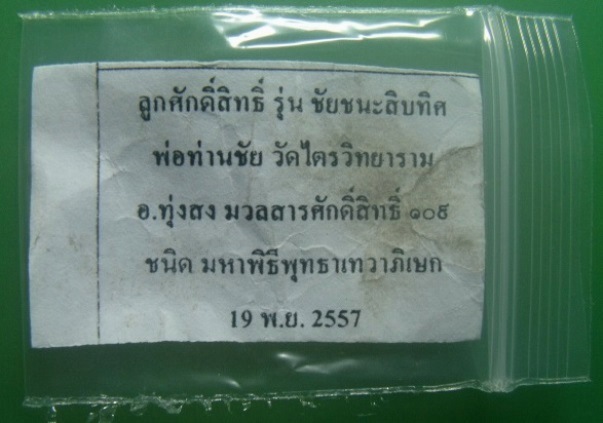 ลูกศักดิ์สิทธิ์ รุ่น ชัยชนะสิบทิศ
พ่อท่านชัย วัดไตรวิทยาราม
อ.ทุ่งสง มวลสารศักดิ์สิทธิ์ ๑๐๙
ชนิด มหาพิธีพุทธาเทวาภิเษก
19 พ.ย. 2557